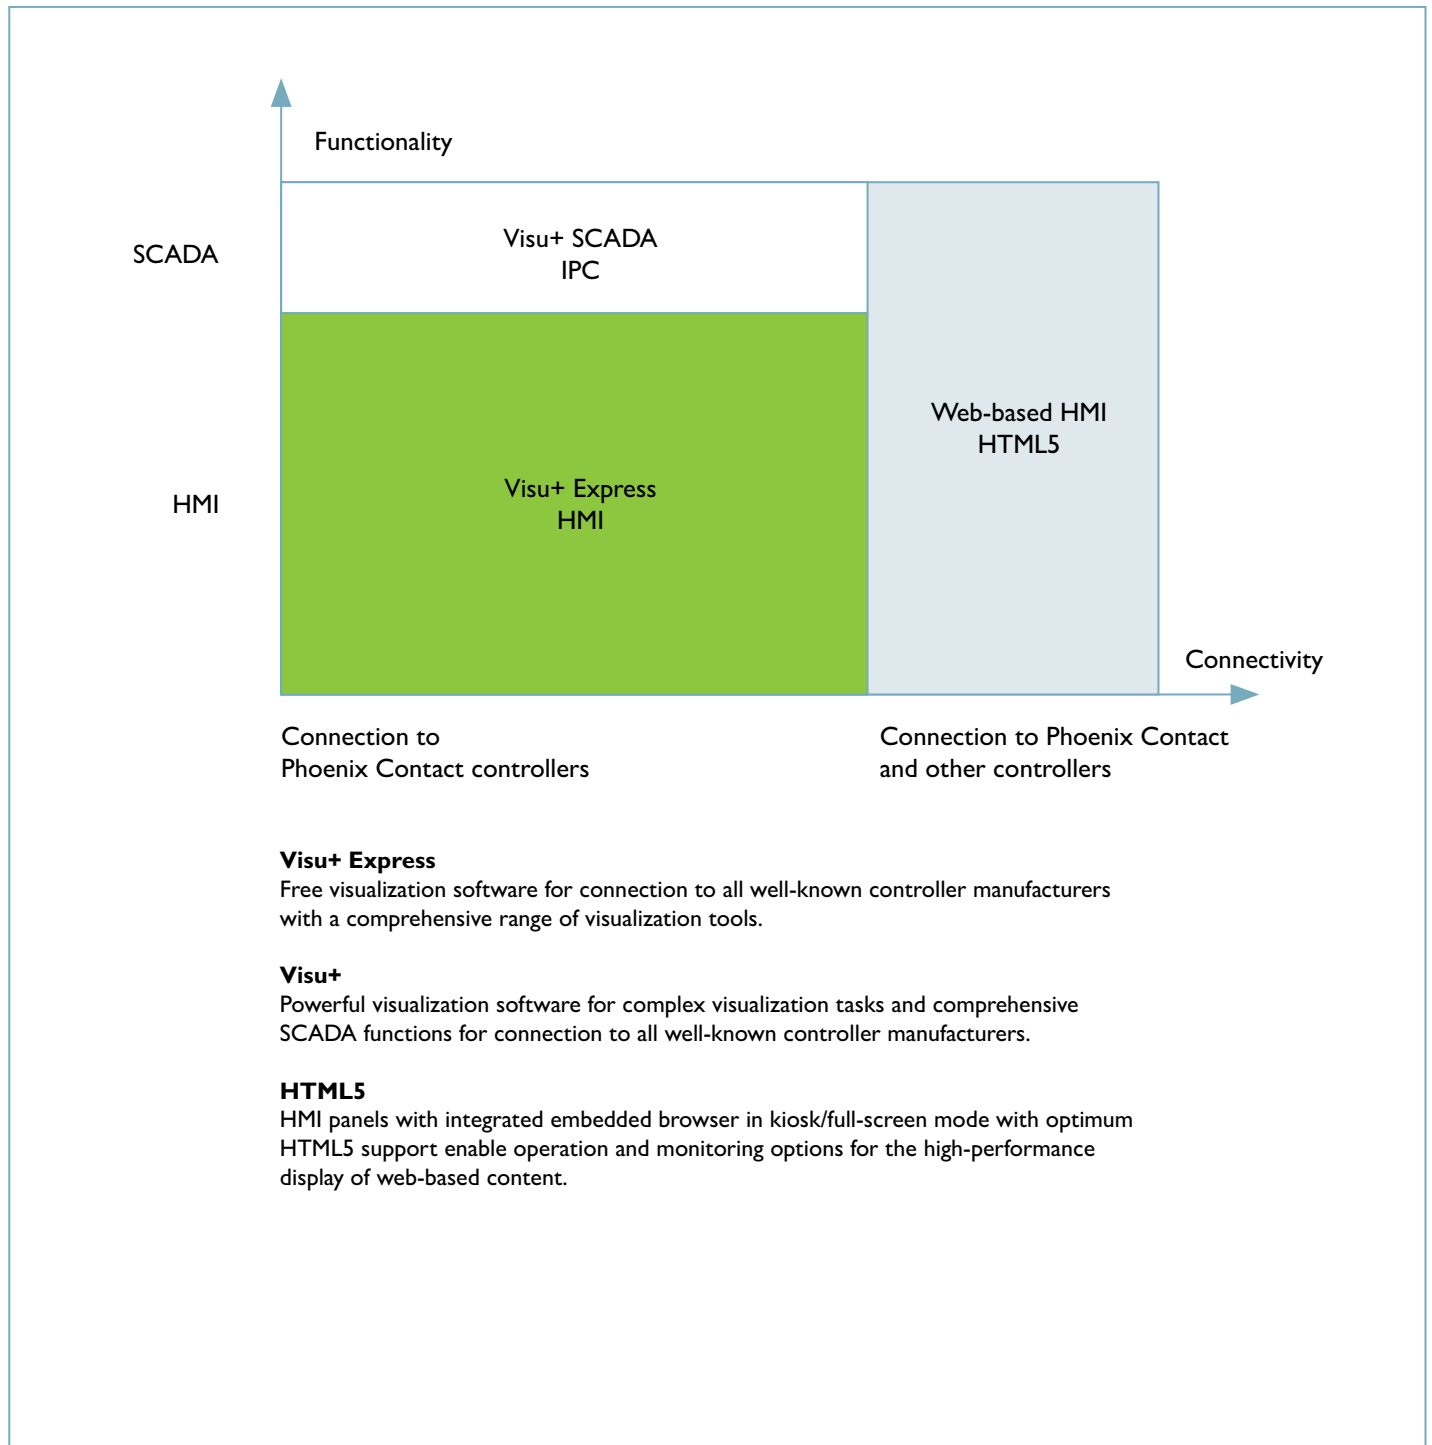 Functionality
SCADA
Visu+ SCADA
IPC
Web-based HMI
HTML5
HMI
Visu+ Express
HMI
Connectivity
Connection to
Phoenix Contact controllers
Connection to Phoenix Contact
and other controllers
Visu+ Express
Free visualization software for connection to all well-known controller manufacturers
with a comprehensive range of visualization tools.
Visu+
Powerful visualization software for complex visualization tasks and comprehensive
SCADA functions for connection to all well-known controller manufacturers.
HTML5
HMI panels with integrated embedded browser in kiosk/full-screen mode with optimum
HTML5 support enable operation and monitoring options for the high-performance
display of web-based content.